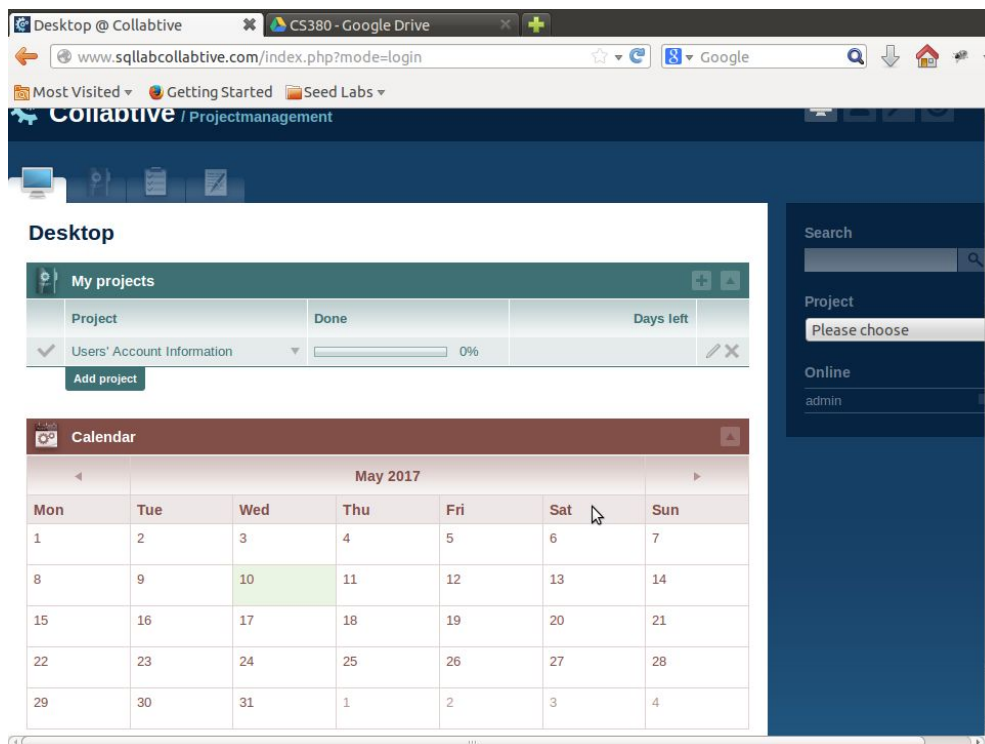 Desktop @ Collabtive CS380 - Google Drive
www.sqllabcollabtive.com/index.php?mode=login Google
Most Visited Getting Started Seed Labs
Collabtive / Projectmanagement
Desktop
My projects
Project Done Days left
Users' Account Information 0%
Add project
Calendar
May 2017
Mon Tue Wed Thu Fri Sat Sun
1 2 3 4 5 6 7
8 9 10 11 12 13 14
15 16 17 18 19 20 21
22 23 24 25 26 27 28
29 30 31 1 2 3 4
Search
Project
Please choose
Online
admin